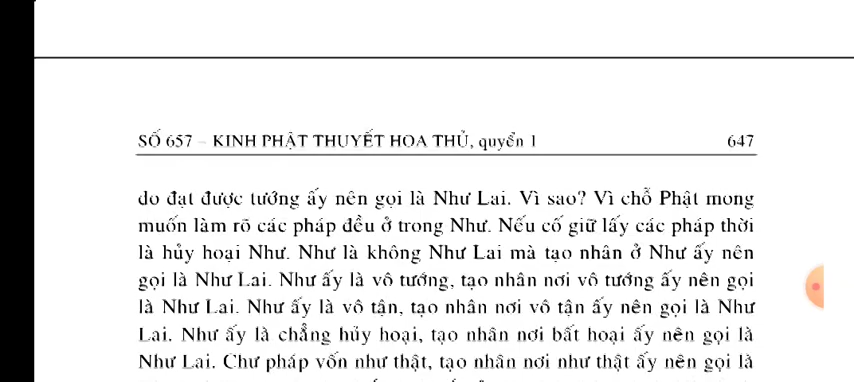 SỐ 657 – KINH PHẬT THUYẾT HOA THỦ, quyển 1 647
do đạt được tướng ấy nên gọi là Như Lai. Vì sao? Vì chỗ Phật mong
muốn làm rõ các pháp đều ở trong Như. Nếu cố giữ lấy các pháp thời
là hủy hoại Như. Như là không Như Lai mà tạo nhân ở Như ấy nên
gọi là Như Lai. Như ấy là vô tướng, tạo nhân nơi vô tướng ấy nên gọi
là Như Lai. Như ấy là vô tận, tạo nhân nơi vô tận ấy nên gọi là Như
Lai. Như ấy là chẳng hủy hoại, tạo nhân nơi bất hoại ấy nên gọi là
Như Lai. Chư pháp vốn như thật, tạo nhân nơi như thật ấy nên gọi là